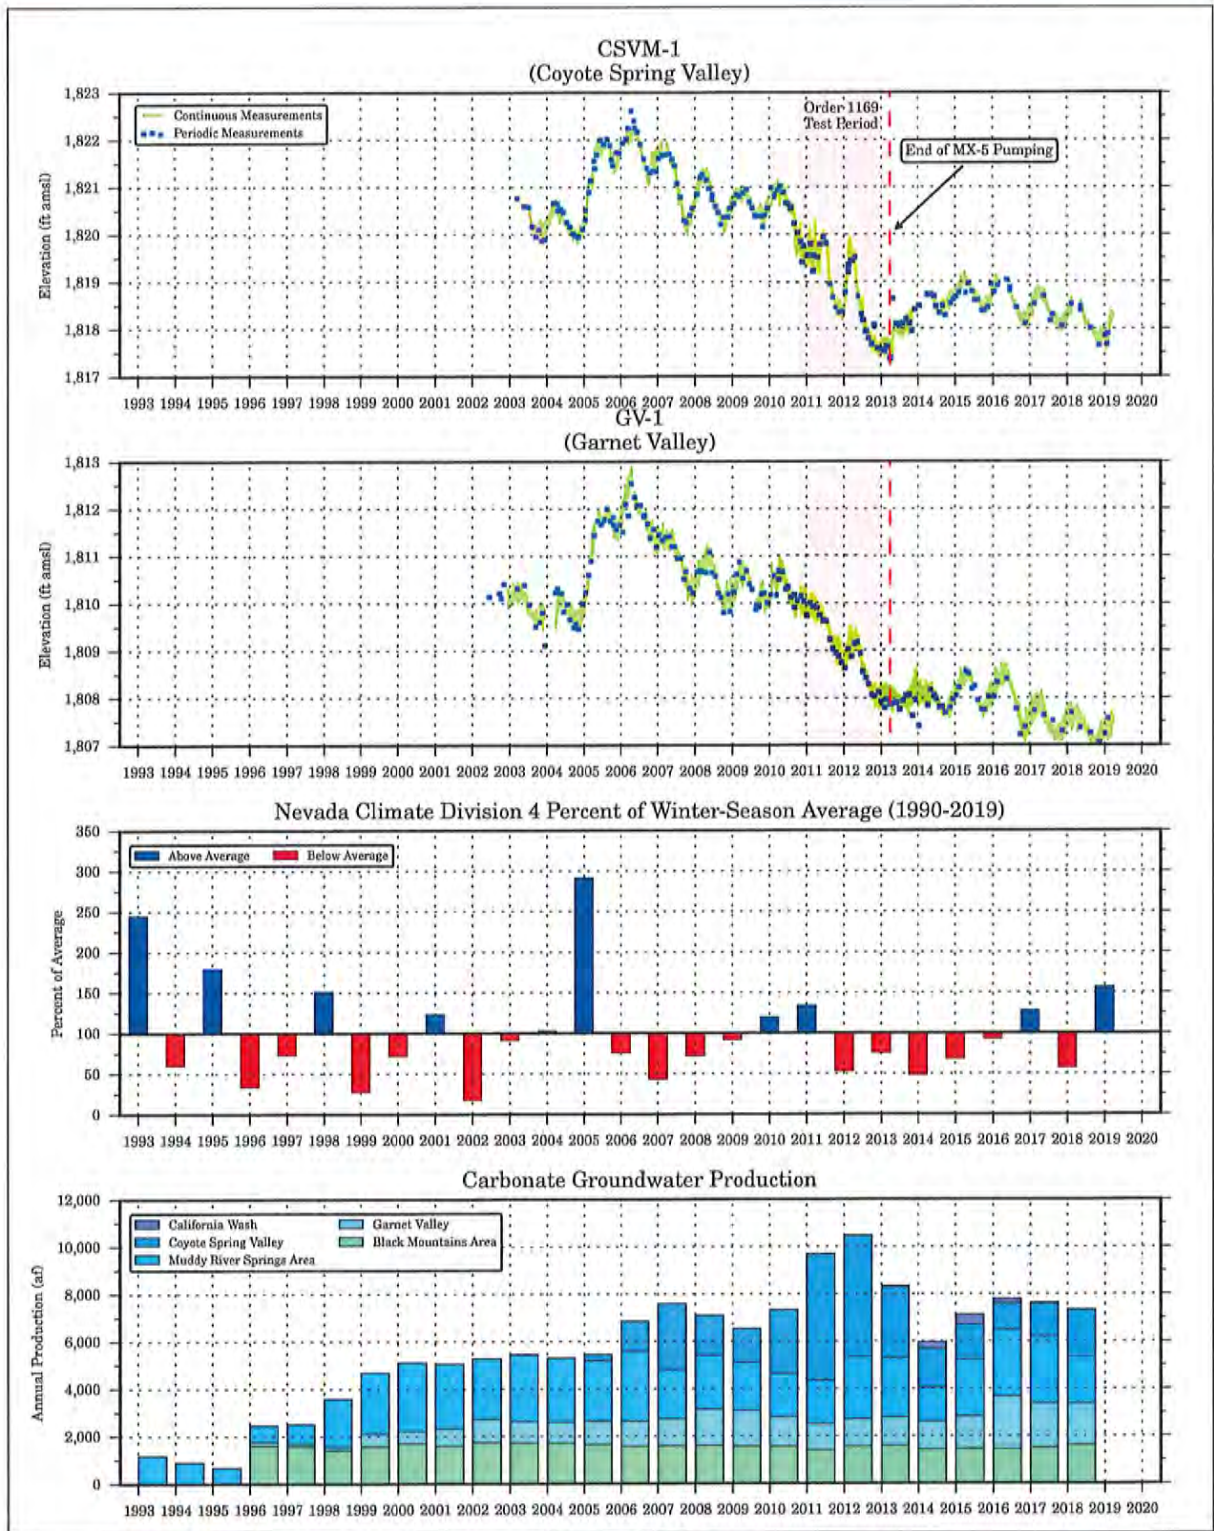 CSVM-1
(Coyote Spring Valley)
1,823
1,822
1,821
1,820
1,819
1,818
1,817
Elevation (ft amsl)
Continuous Measurements
Periodic Measurements
Order 1169
Test Period
End of MX-5 Pumping
1993 1994 1995 1996 1997 1998 1999 2000 2001 2002 2003 2004 2005 2006 2007 2008 2009 2010 2011 2012 2013 2014 2015 2016 2017 2018 2019 2020
GV-1
(Garnet Valley)
1,813
1,812
1,811
1,810
1,809
1,808
1,807
Elevation (ft amsl)
1993 1994 1995 1996 1997 1998 1999 2000 2001 2002 2003 2004 2005 2006 2007 2008 2009 2010 2011 2012 2013 2014 2015 2016 2017 2018 2019 2020
Nevada Climate Division 4 Percent of Winter-Season Average (1990-2019)
350
300
250
200
150
100
50
0
Percent of Average
Above Average
Below Average
1993 1994 1995 1996 1997 1998 1999 2000 2001 2002 2003 2004 2005 2006 2007 2008 2009 2010 2011 2012 2013 2014 2015 2016 2017 2018 2019 2020
Carbonate Groundwater Production
12,000
10,000
8,000
6,000
4,000
2,000
0
Annual Production (af)
California Wash
Coyote Spring Valley
Muddy River Springs Area
Garnet Valley
Black Mountains Area
1993 1994 1995 1996 1997 1998 1999 2000 2001 2002 2003 2004 2005 2006 2007 2008 2009 2010 2011 2012 2013 2014 2015 2016 2017 2018 2019 2020